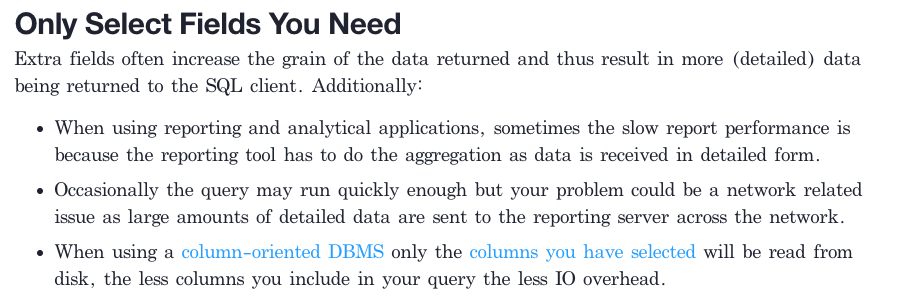 Only Select Fields You Need
Extra fields often increase the grain of the data returned and thus result in more (detailed) data
being returned to the SQL client. Additionally:
• When using reporting and analytical applications, sometimes the slow report performance is
because the reporting tool has to do the aggregation as data is received in detailed form.
• Occasionally the query may run quickly enough but your problem could be a network related
issue as large amounts of detailed data are sent to the reporting server across the network.
• When using a column-oriented DBMS only the columns you have selected will be read from
disk, the less columns you include in your query the less IO overhead.